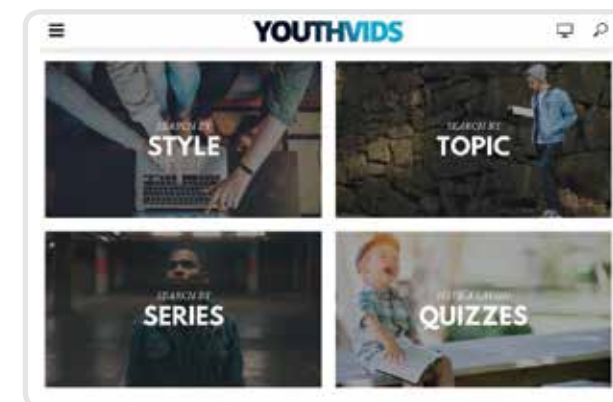 YOUTHVIDS
SEARCH BY
STYLE
SEARCH BY
TOPIC
SEARCH BY
SERIES
QUIZZES